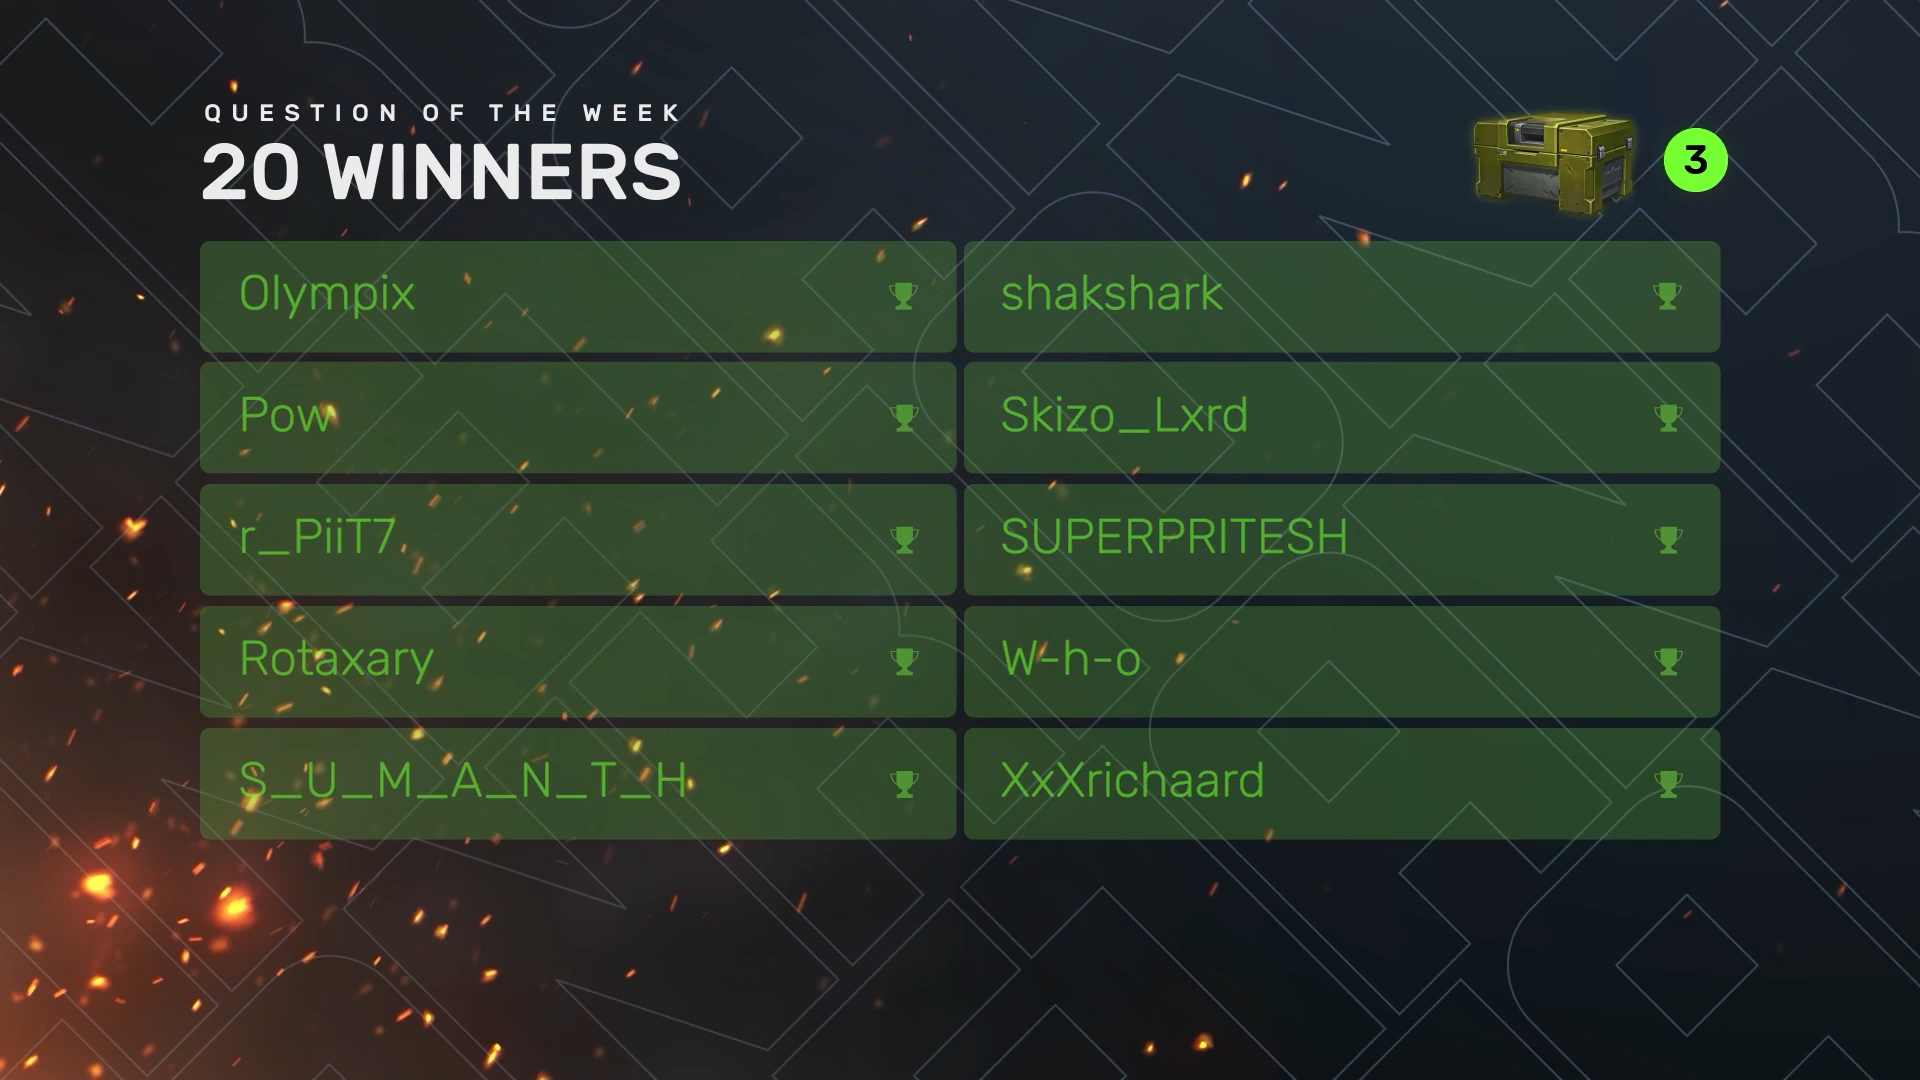 QUESTION OF THE WEEK
20 WINNERS
3
Olympix
shakshark
Pow
Skizo_Lxrd
r_PiiT7
SUPERPRITESH
Rotaxary
W-h-o
S_U_M_A_N_T_H
XxXrichaard